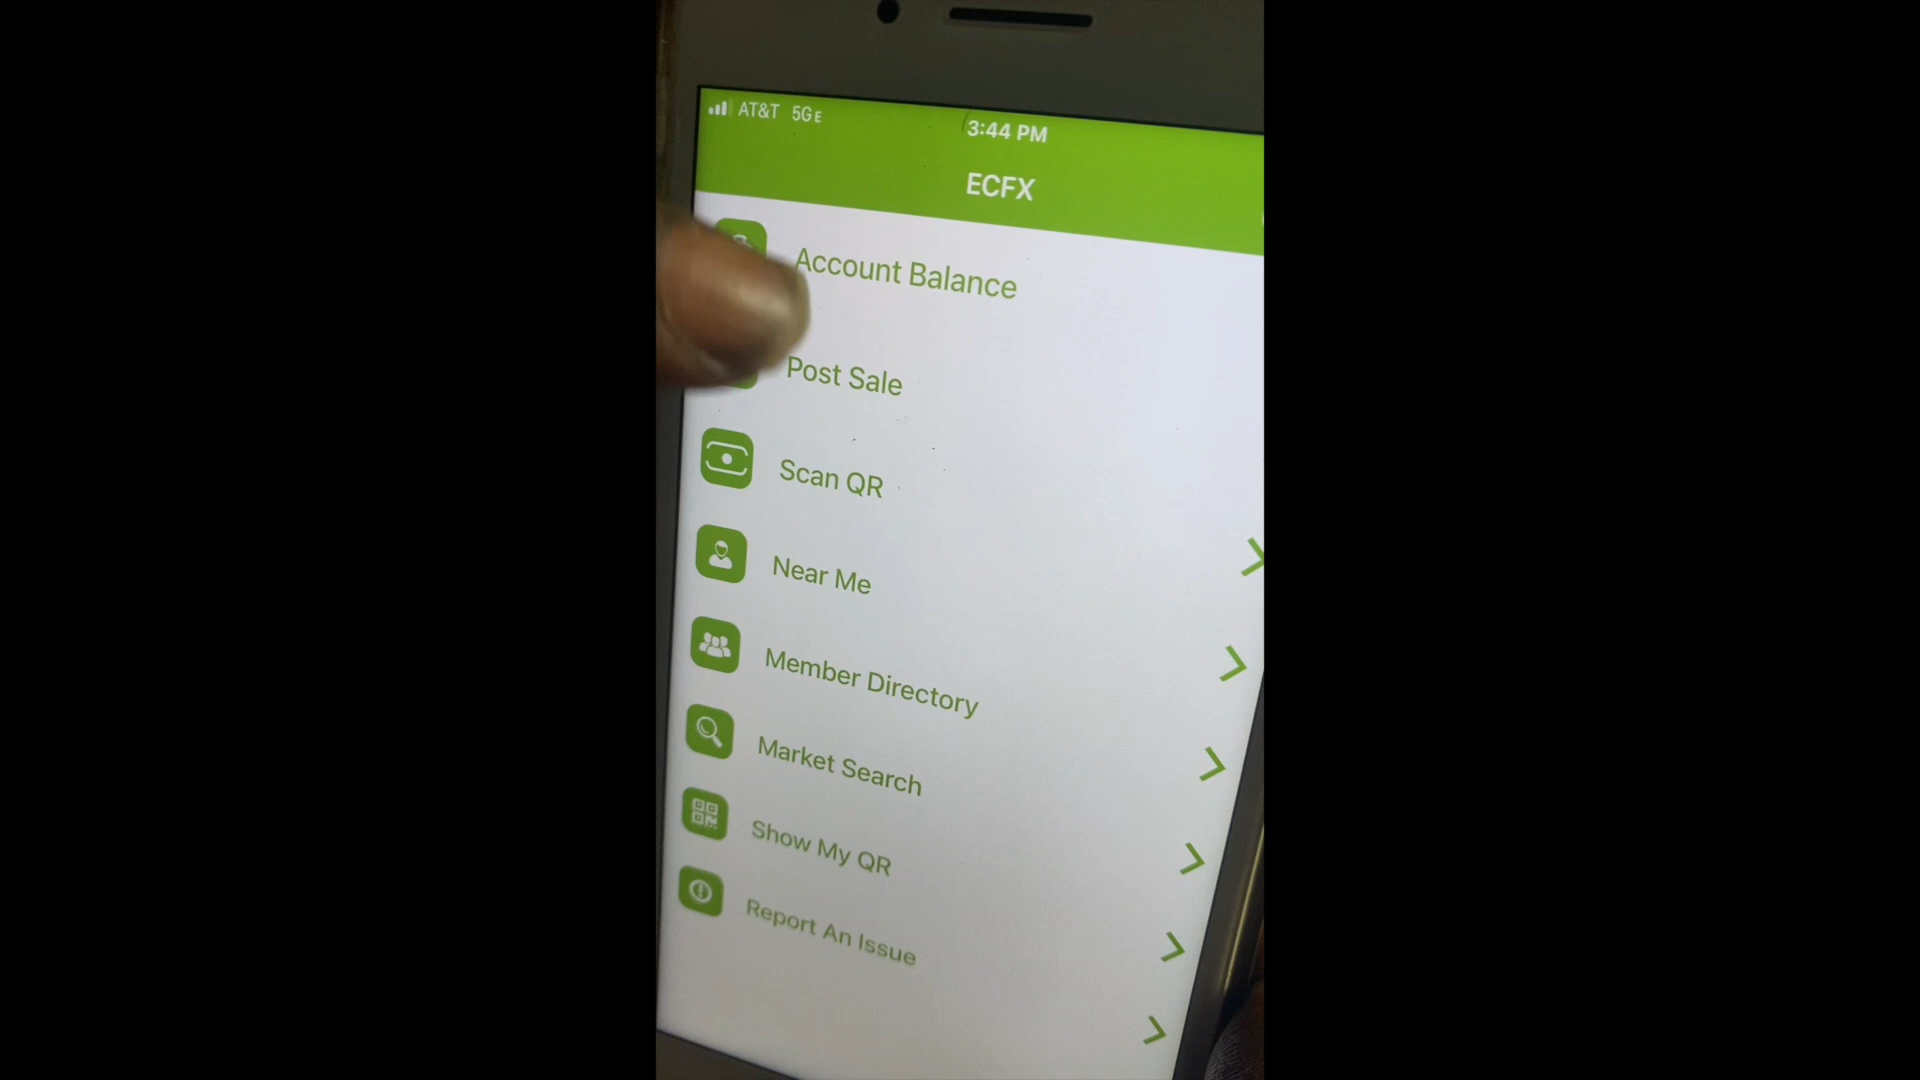 AT&T 5GE
3:44 PM
ECFX
Account Balance
Post Sale
Scan QR
Near Me
Member Directory
Market Search
Show My QR
Report An Issue